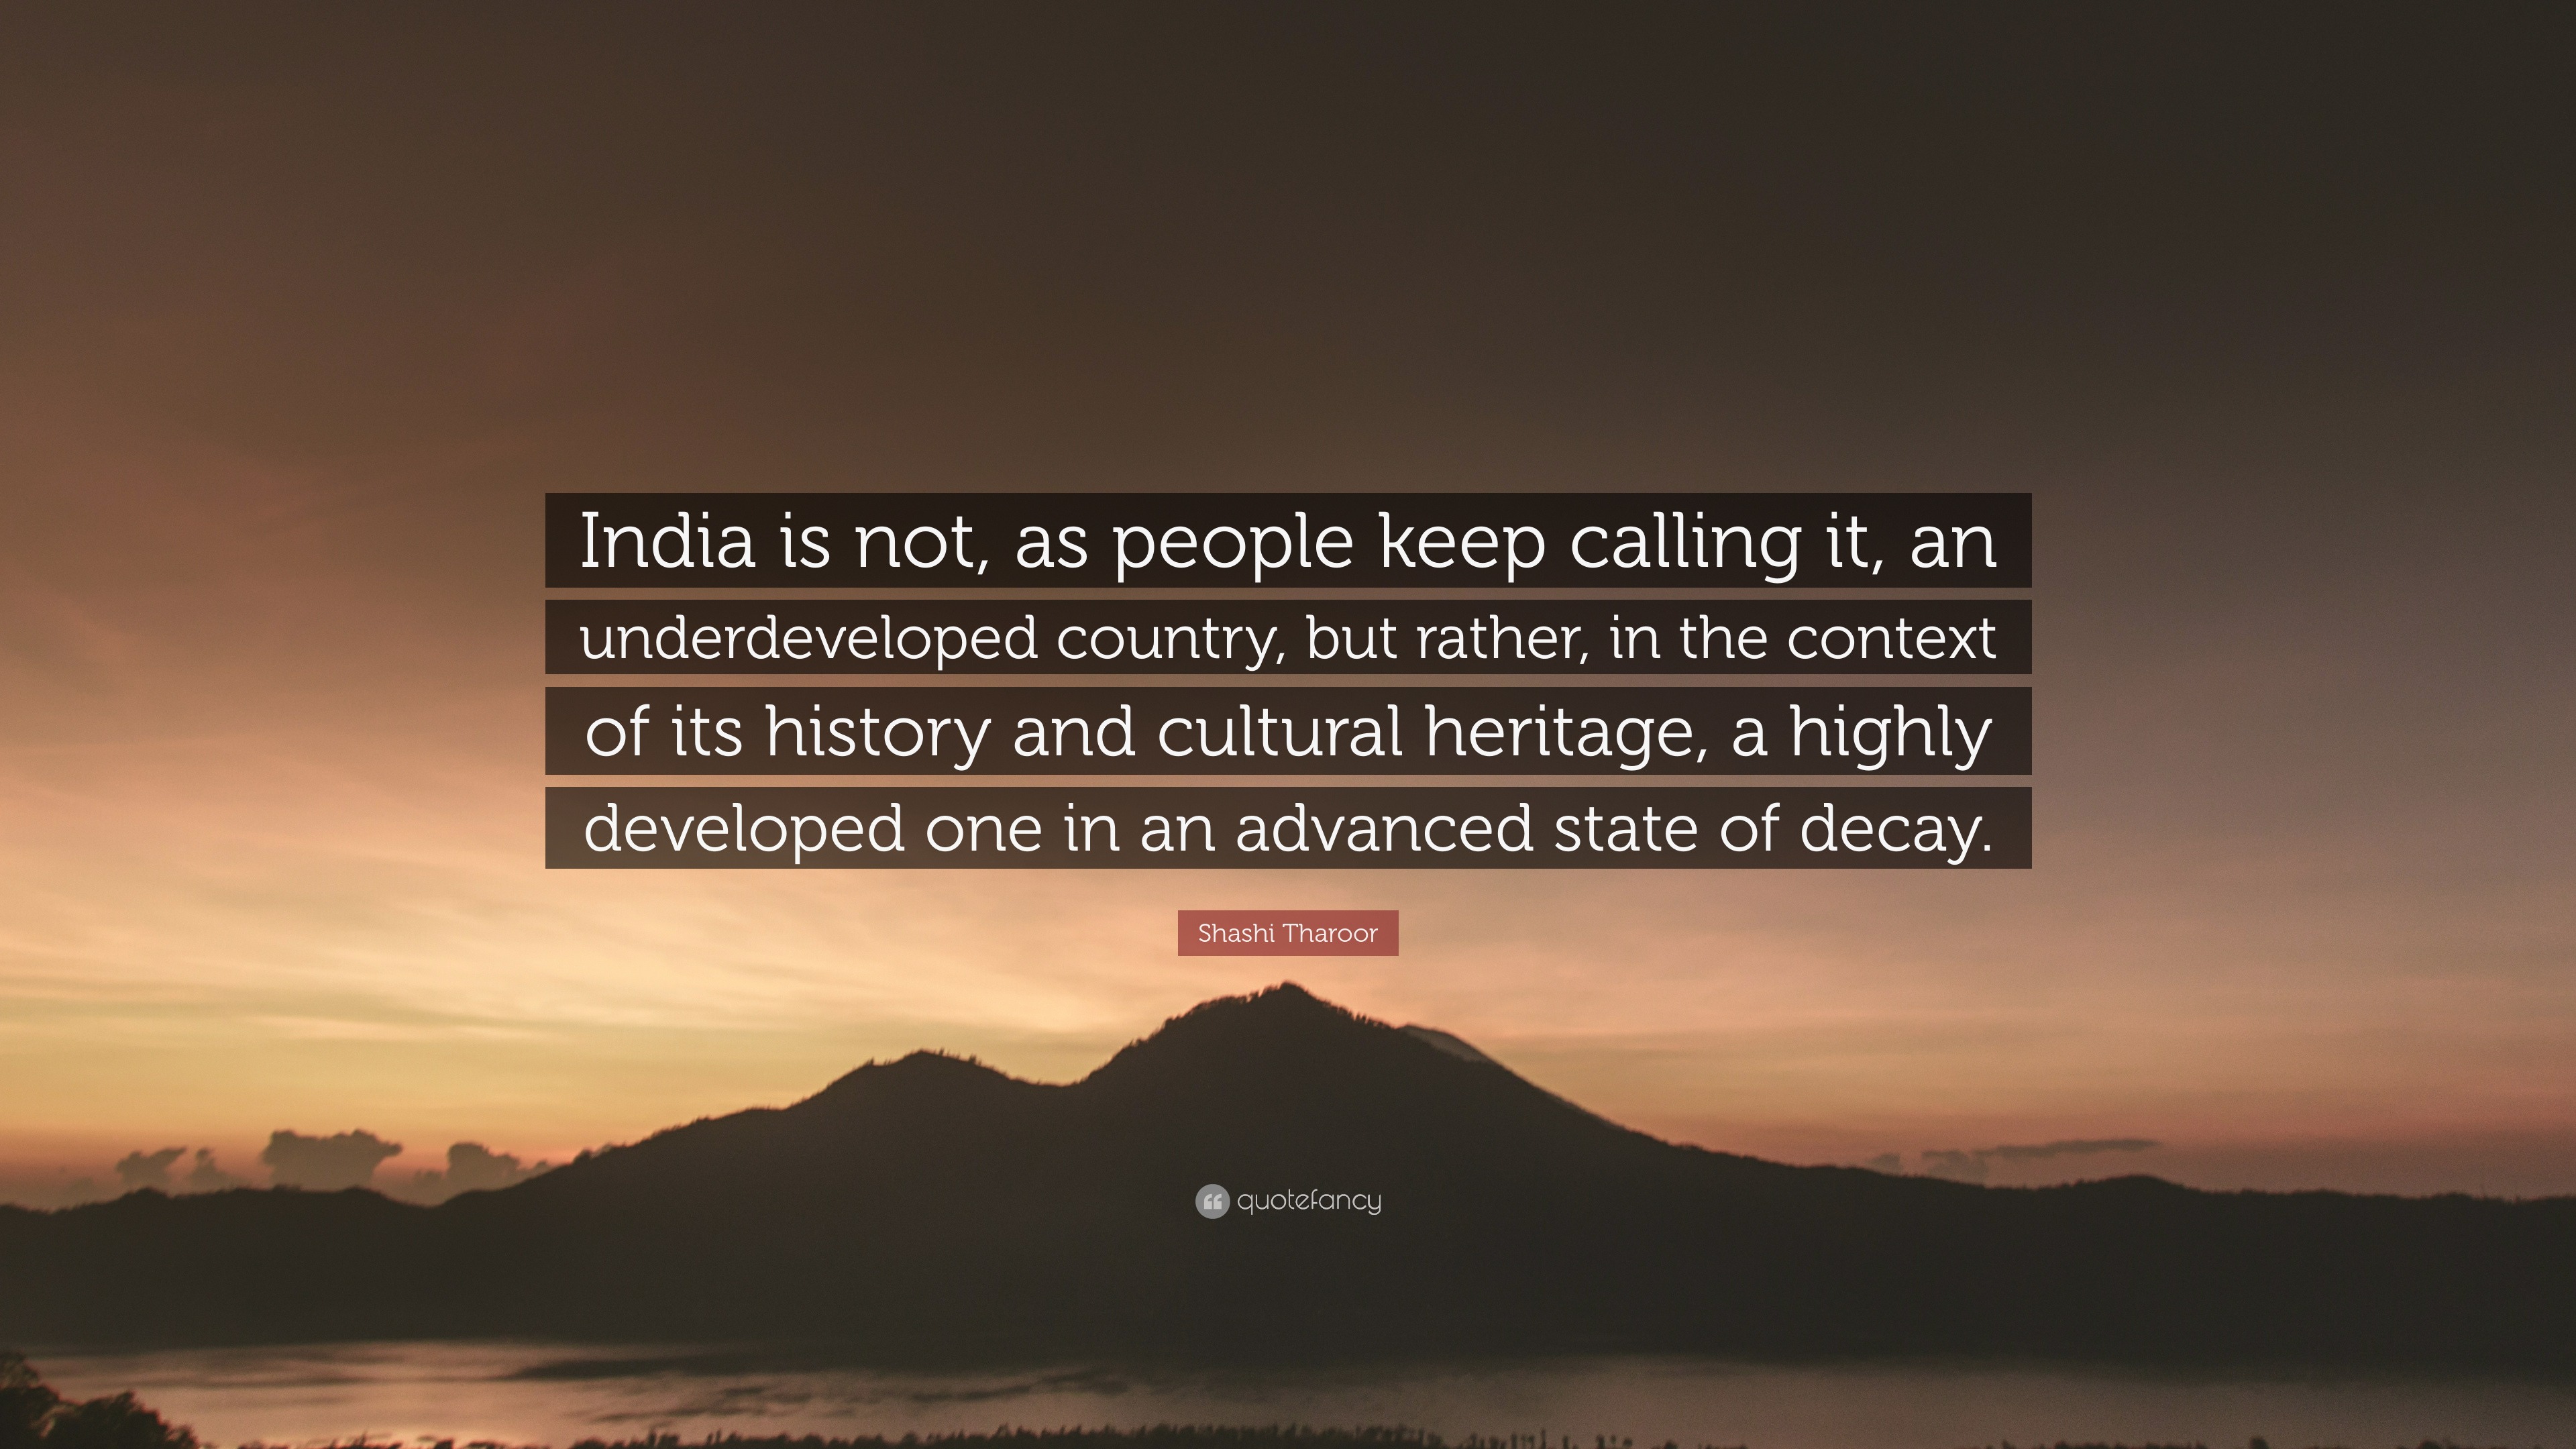 India is not, as people keep calling it, an
underdeveloped country, but rather, in the context
of its history and cultural heritage, a highly
developed one in an advanced state of decay.
Shashi Tharoor
quotefancy